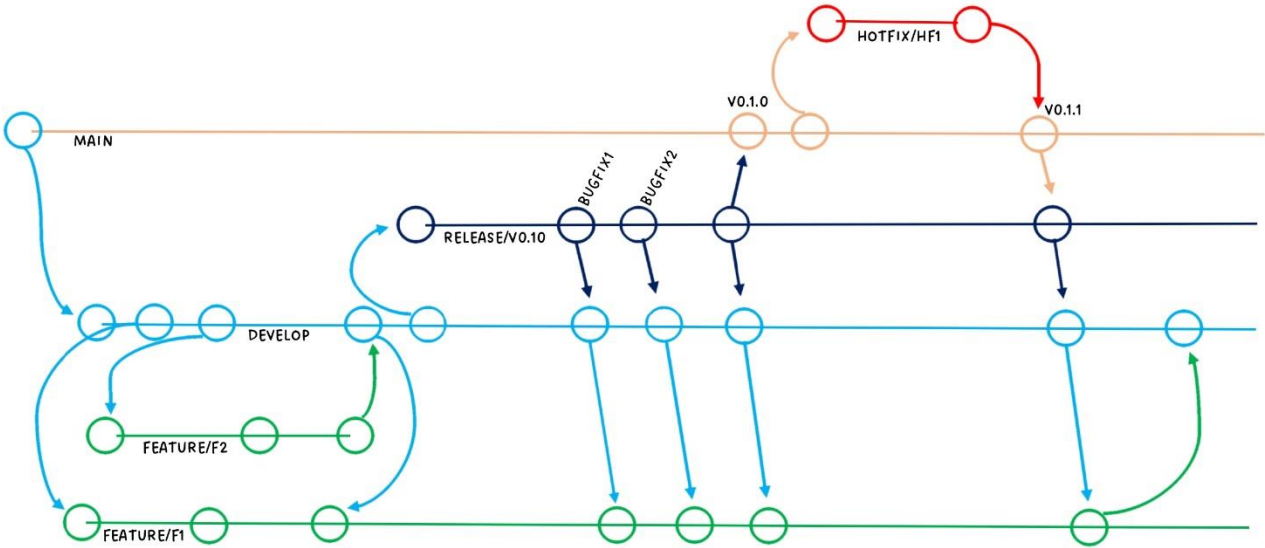 HOTFIX/HF1
V0.1.0
V0.1.1
MAIN
BUGFIX1
BUGFIX2
RELEASE/V0.10
DEVELOP
FEATURE/F2
FEATURE/F1